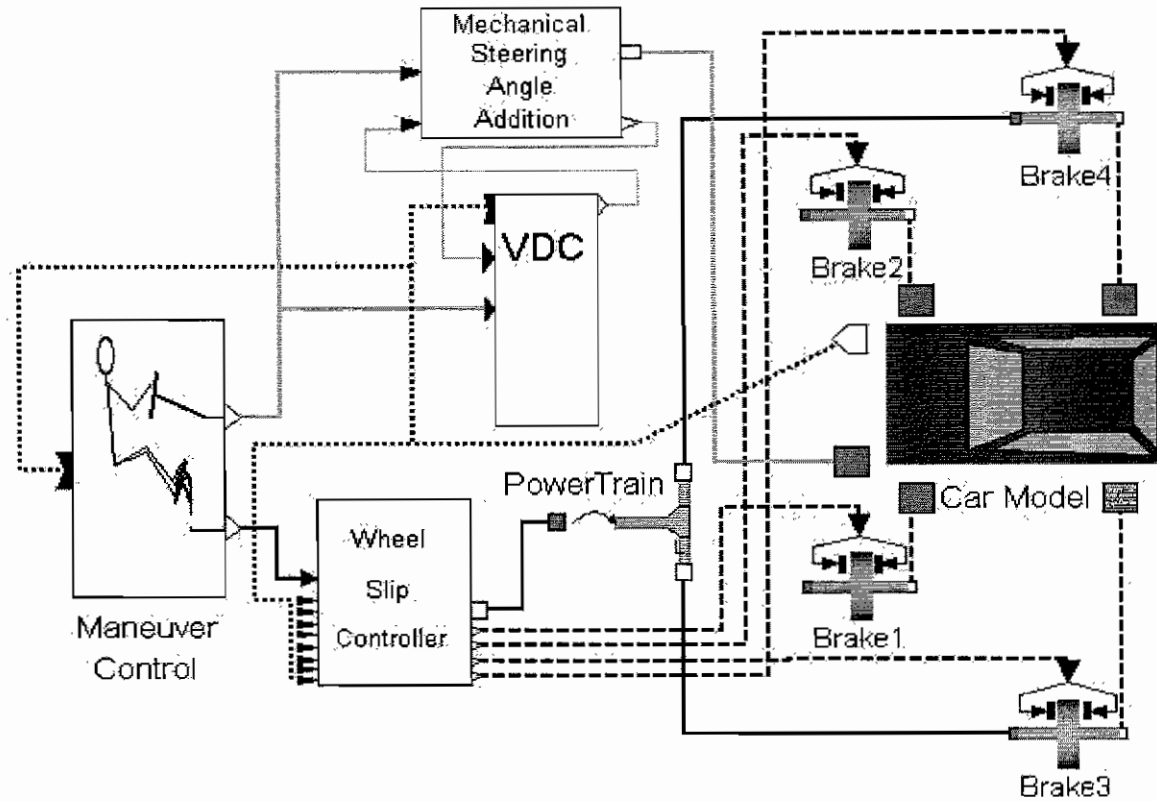 Mechanical
Steering
Angle
Addition
Brake4
VDC
Brake2
PowerTrain
Car Model
Wheel
Slip
Controller
Maneuver
Control
Brake1
Brake3